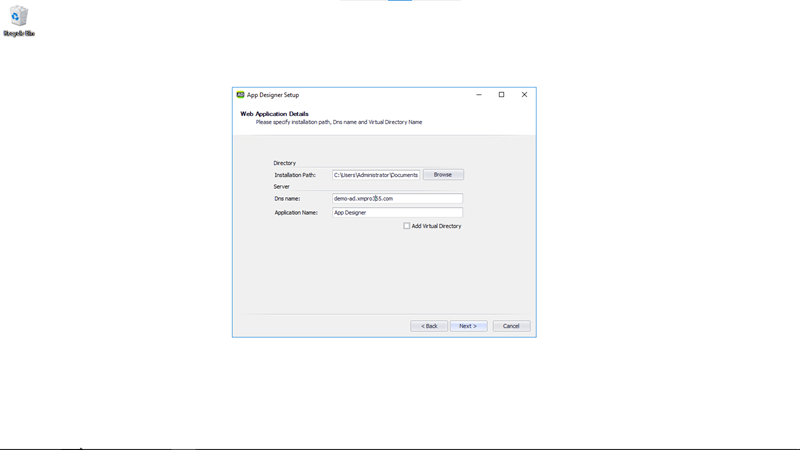 Recycle Bin
App Designer Setup
Web Application Details
Please specify installation path, Dns name and Virtual Directory Name
Directory
Installation Path: C:\Users\Administrator\Documents Browse
Server
Dns name: demo-ad.xmpro365.com
Application Name: App Designer
Add Virtual Directory
< Back Next > Cancel